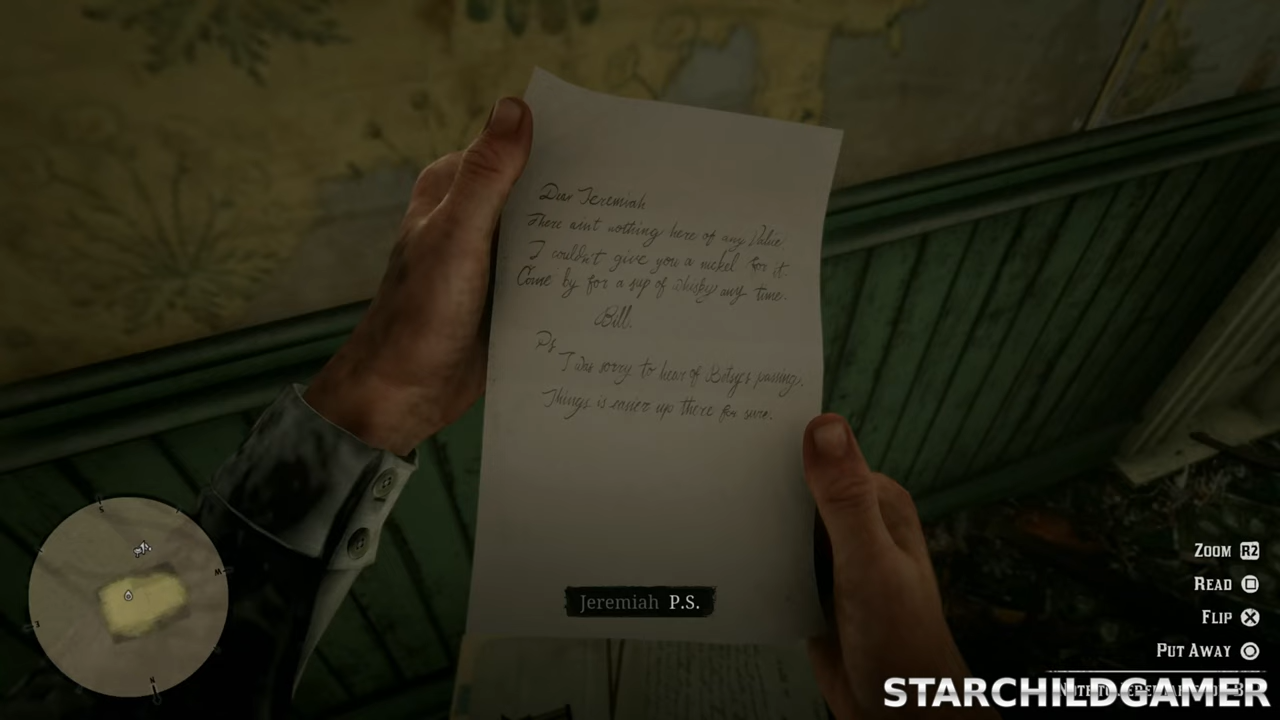 Dear Jeremiah
There aint nothing here of any Value
I couldn't give you a nickel for it.
Come by for a sup of whisky any time.
Bill.
Ps
I was sorry to hear of Betsy's passing.
Things is easier up there for sure.
Jeremiah P.S.
ZOOM R2
READ
FLIP
PUT AWAY
STARCHILDGAMER
S
W
E
N